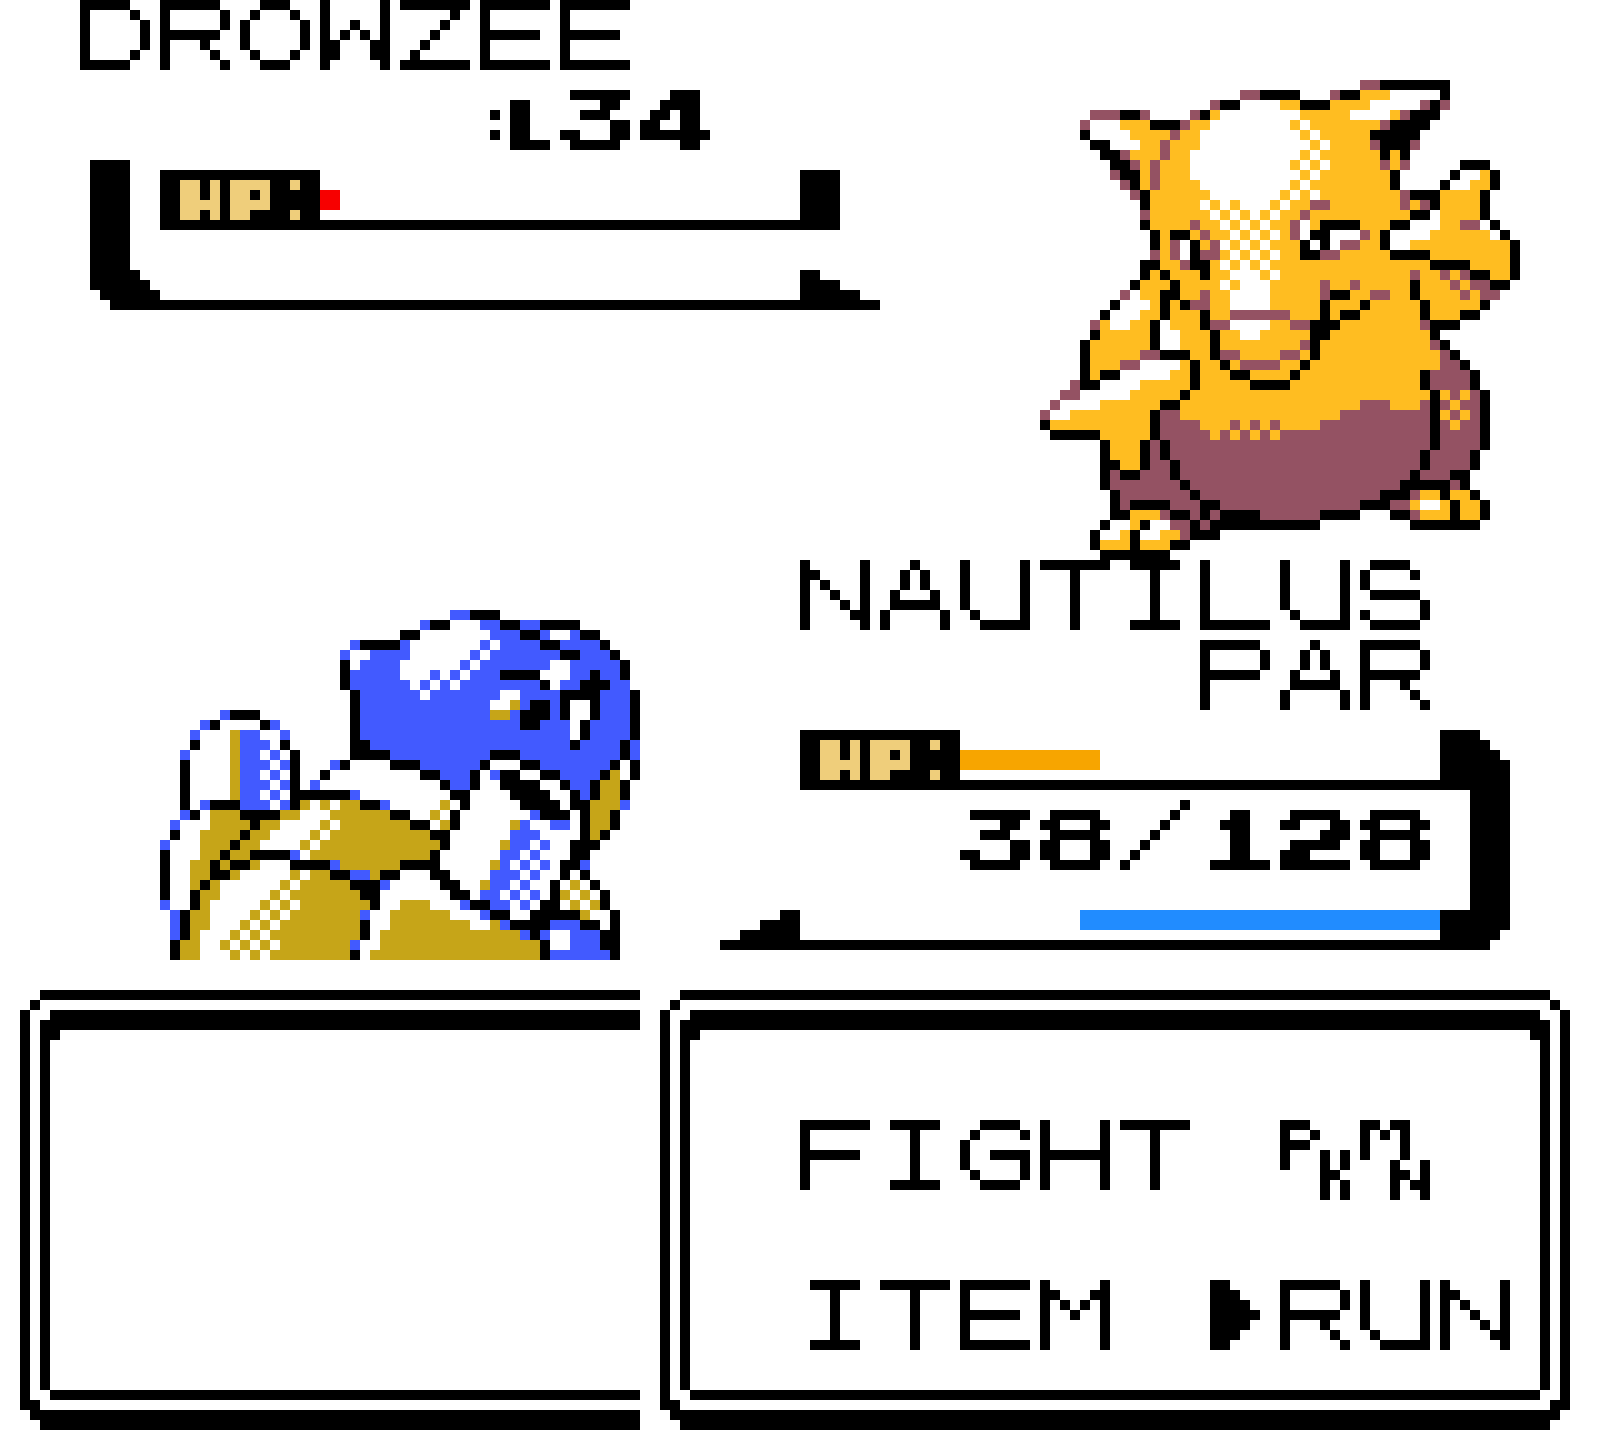 DROWZEE
:L34
HP:
NAUTILUS
PAR
HP:
38/128
FIGHT PKMN
ITEM ▶RUN